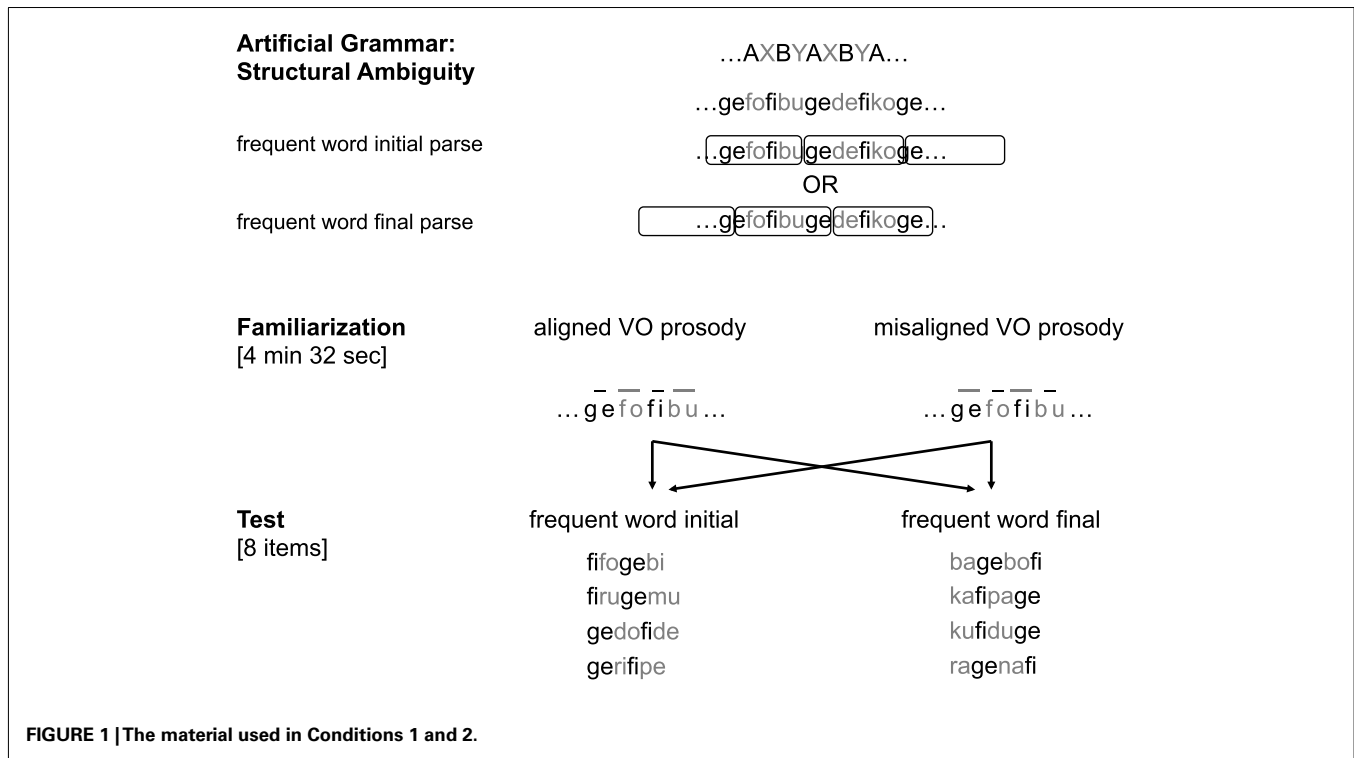 Artificial Grammar:
Structural Ambiguity
…AXBYAXBYA…
…gefofibugedefikoge…
frequent word initial parse
…gefofibugedefikoge…
OR
frequent word final parse
…gefofibugedefikoge…
Familiarization
[4 min 32 sec]
aligned VO prosody
misaligned VO prosody
…gefofibu…
…gefofibu…
Test
[8 items]
frequent word initial
frequent word final
fifogebi
bagebofi
firugemu
kafipage
gedofide
kufiduge
gerifipe
ragenafi
FIGURE 1 | The material used in Conditions 1 and 2.